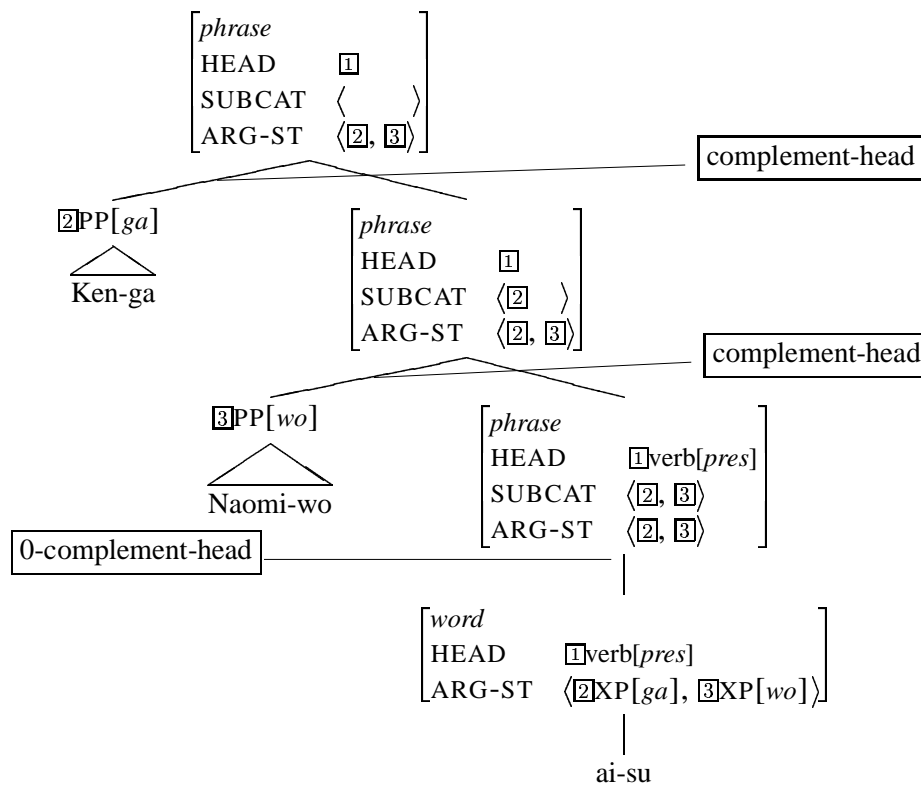 phrase
HEAD 1
SUBCAT ⟨ ⟩
ARG-ST ⟨2, 3⟩
complement-head
2PP[ga]
Ken-ga
phrase
HEAD 1
SUBCAT ⟨2 ⟩
ARG-ST ⟨2, 3⟩
complement-head
3PP[wo]
Naomi-wo
phrase
HEAD 1verb[pres]
SUBCAT ⟨2, 3⟩
ARG-ST ⟨2, 3⟩
0-complement-head
word
HEAD 1verb[pres]
ARG-ST ⟨2XP[ga], 3XP[wo]⟩
ai-su